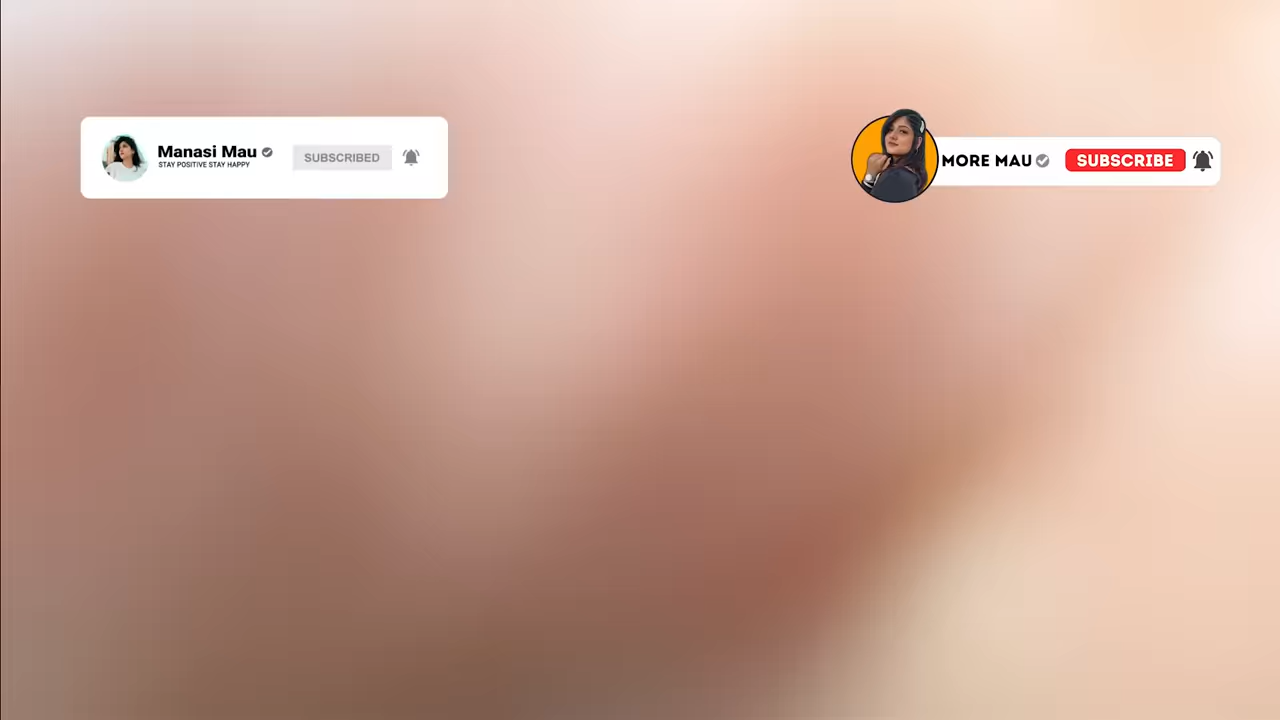 Manasi Mau
STAY POSITIVE STAY HAPPY
SUBSCRIBED
MORE MAU
SUBSCRIBE